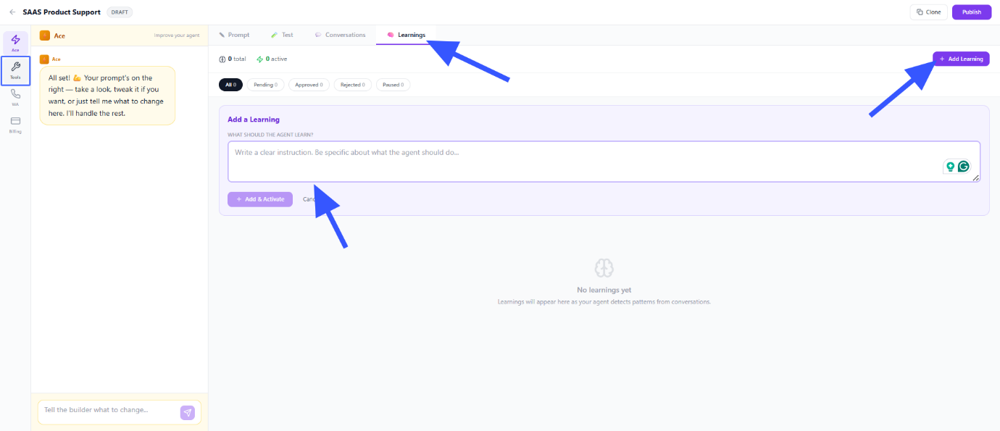 SAAS Product Support DRAFT
Clone
Publish
Ace
Tools
WA
Billing
Ace
Improve your agent
Ace
All set! 💪 Your prompt's on the
right — take a look, tweak it if you
want, or just tell me what to change
here. I'll handle the rest.
Tell the builder what to change...
Prompt
Test
Conversations
Learnings
0 total
0 active
+ Add Learning
All 0
Pending 0
Approved 0
Rejected 0
Paused 0
Add a Learning
WHAT SHOULD THE AGENT LEARN?
Write a clear instruction. Be specific about what the agent should do...
+ Add & Activate
No learnings yet
Learnings will appear here as your agent detects patterns from conversations.